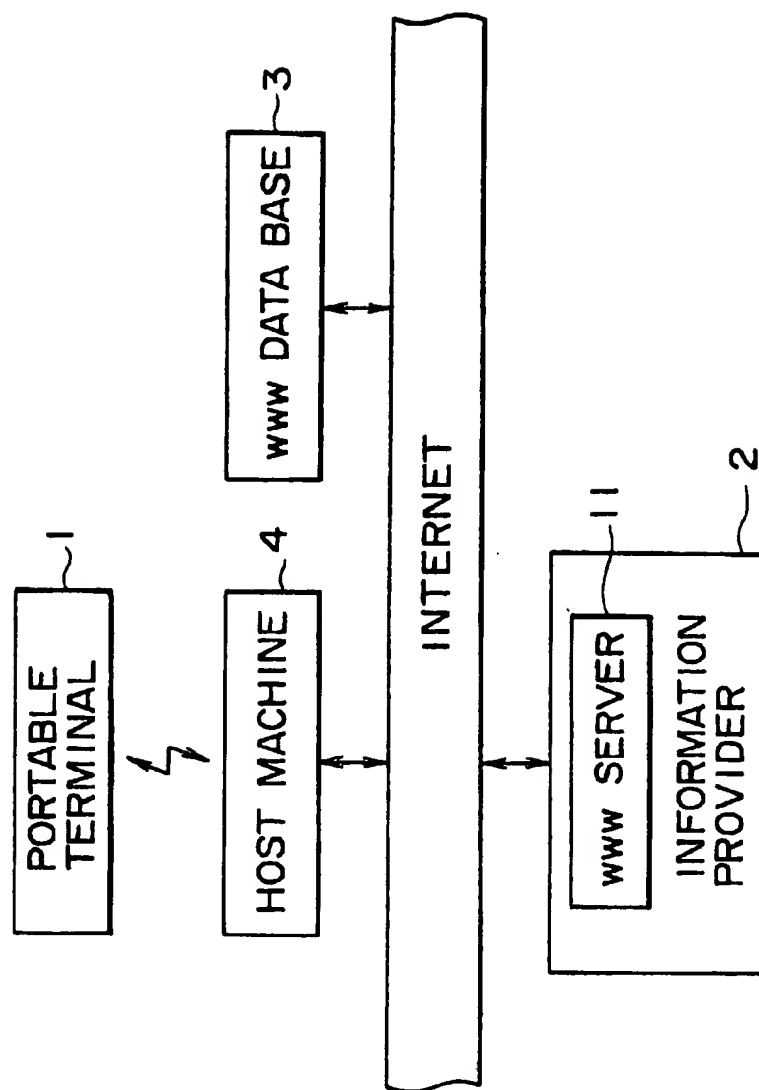 PORTABLE
TERMINAL
1
HOST MACHINE
4
WWW DATA BASE
3
INTERNET
WWW SERVER
11
INFORMATION
PROVIDER
2